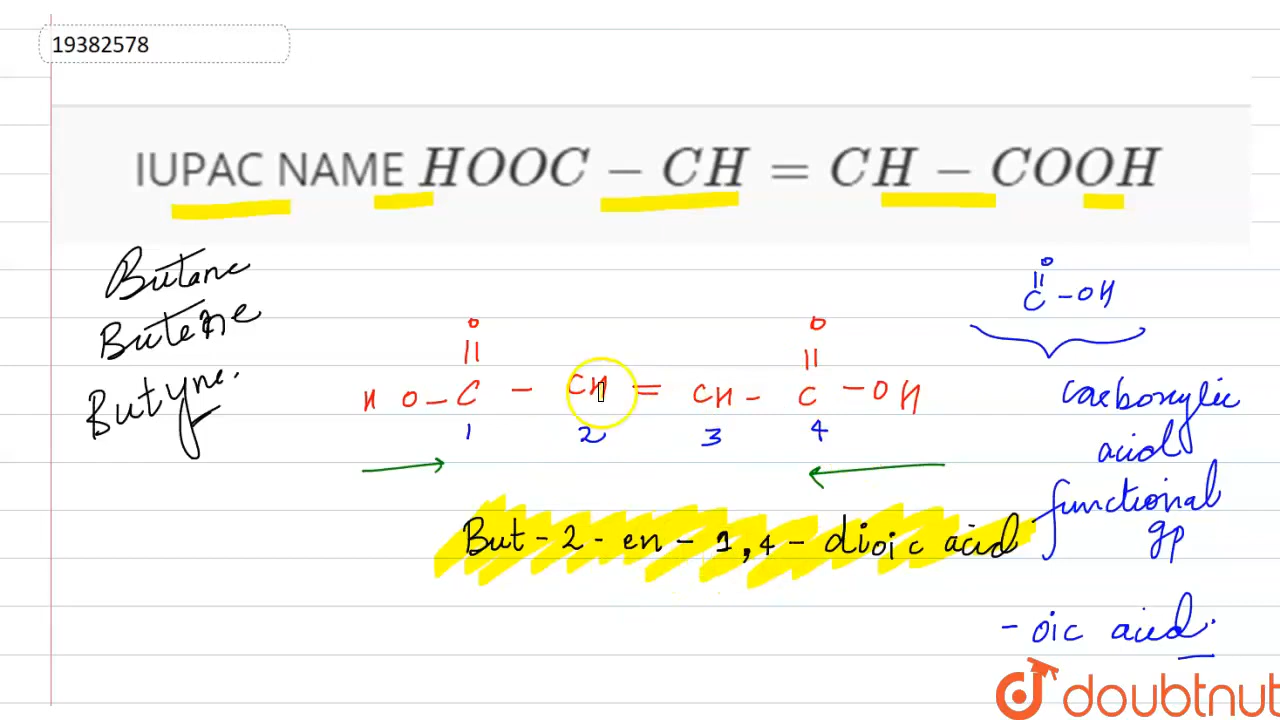 19382578
IUPAC NAME HOOC − CH = CH − COOH
Butane
Butene
Butyne.
O
||
C - OH
O O
|| ||
H O - C - CH = CH - C - OH
1 2 3 4
carboxylic
acid
functional
gp
But - 2 - en - 1, 4 - dioic acid
- oic acid.
doubtnut